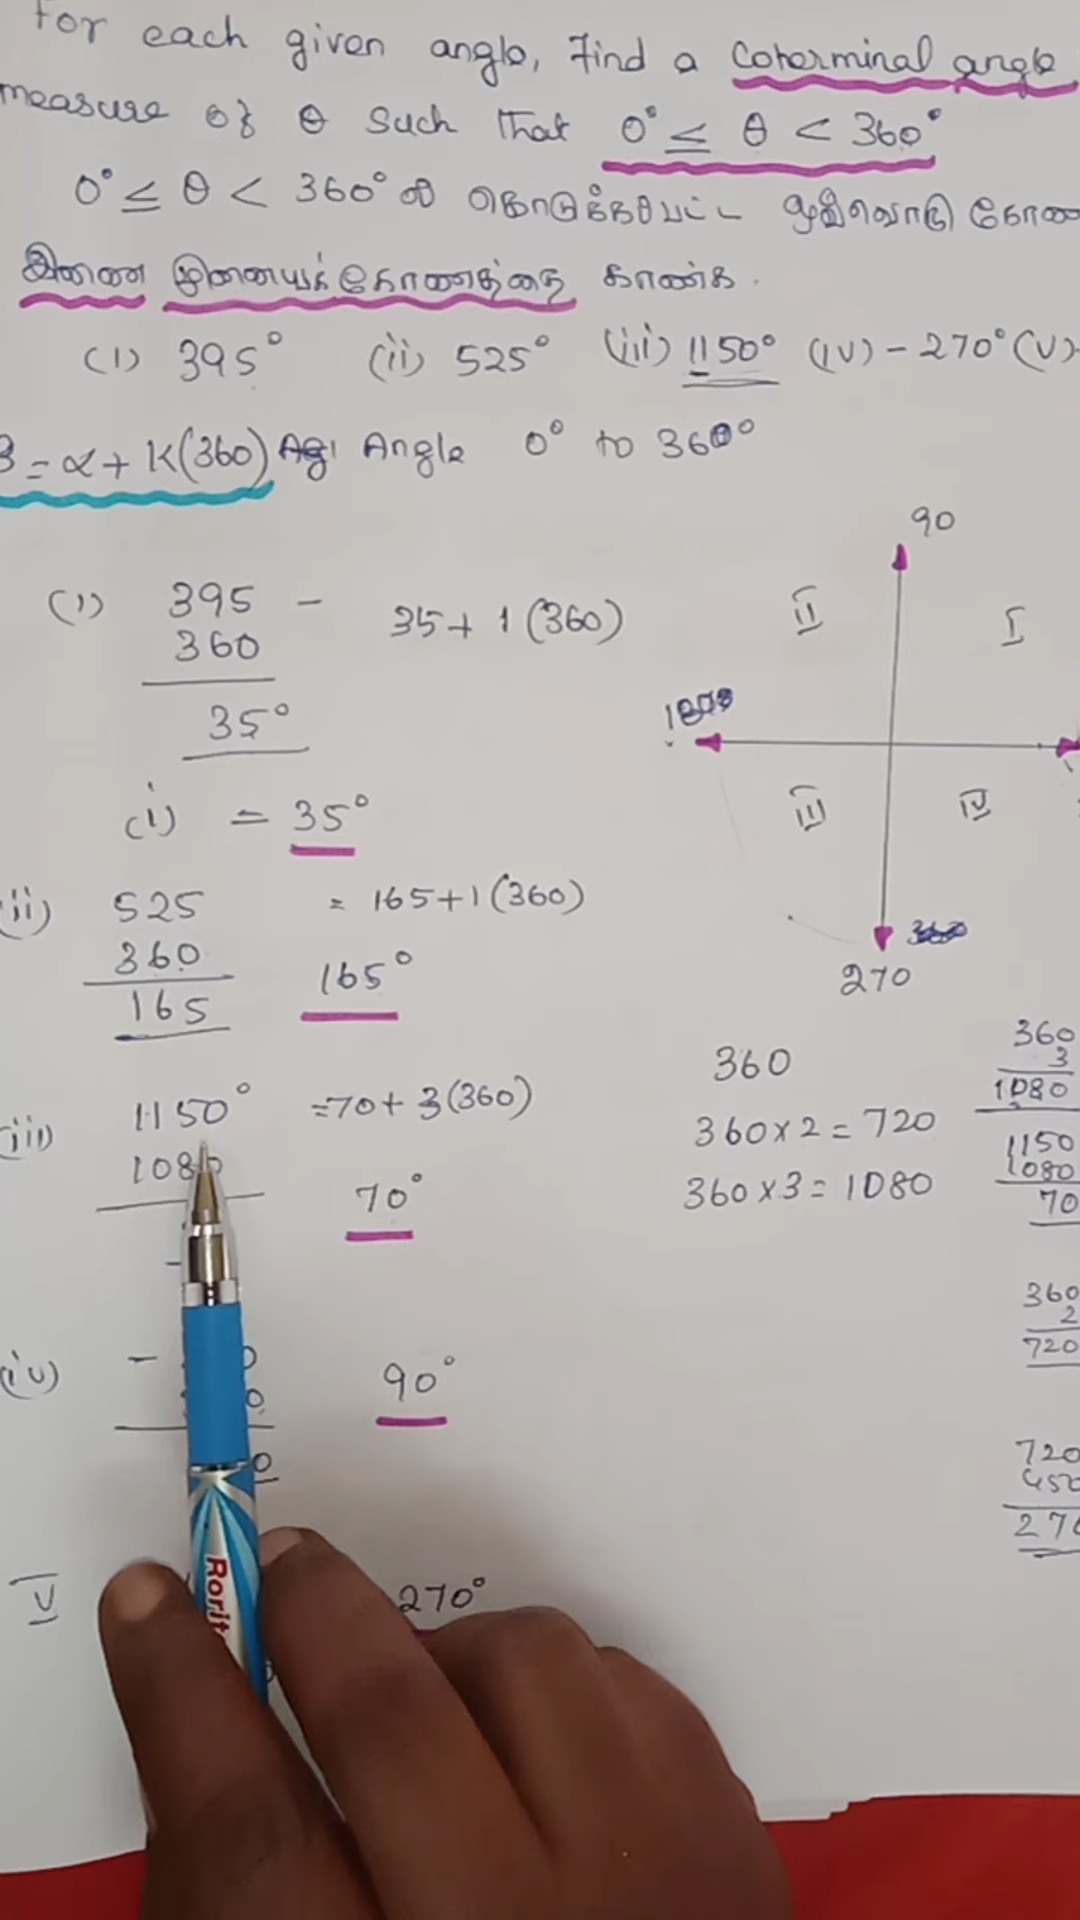 For each given angle, Find a Coterminal angle
measure of θ such that 0° ≤ θ < 360°
0° ≤ θ < 360° ல் கொடுக்கப்பட்ட ஒவ்வொரு
இணை முனையக் கோணத்தை காண்க.
(I) 395° (ii) 525° (iii) 1150° (IV) - 270° (V)
= α + K(360) Angle 0° to 360°
90
II I
III IV
270
(I) 395 - 35 + 1 (360)
360
35°
(i) = 35°
(ii) 525 = 165 + 1 (360)
360
165 165°
(iii) 1150° = 70 + 3 (360)
1080
70°
(iv) - 90°
V 270°
360
360 x 2 = 720
360 x 3 = 1080
360
3
1080
1150
1080
70
360
2
720
720
450
270
Rorit